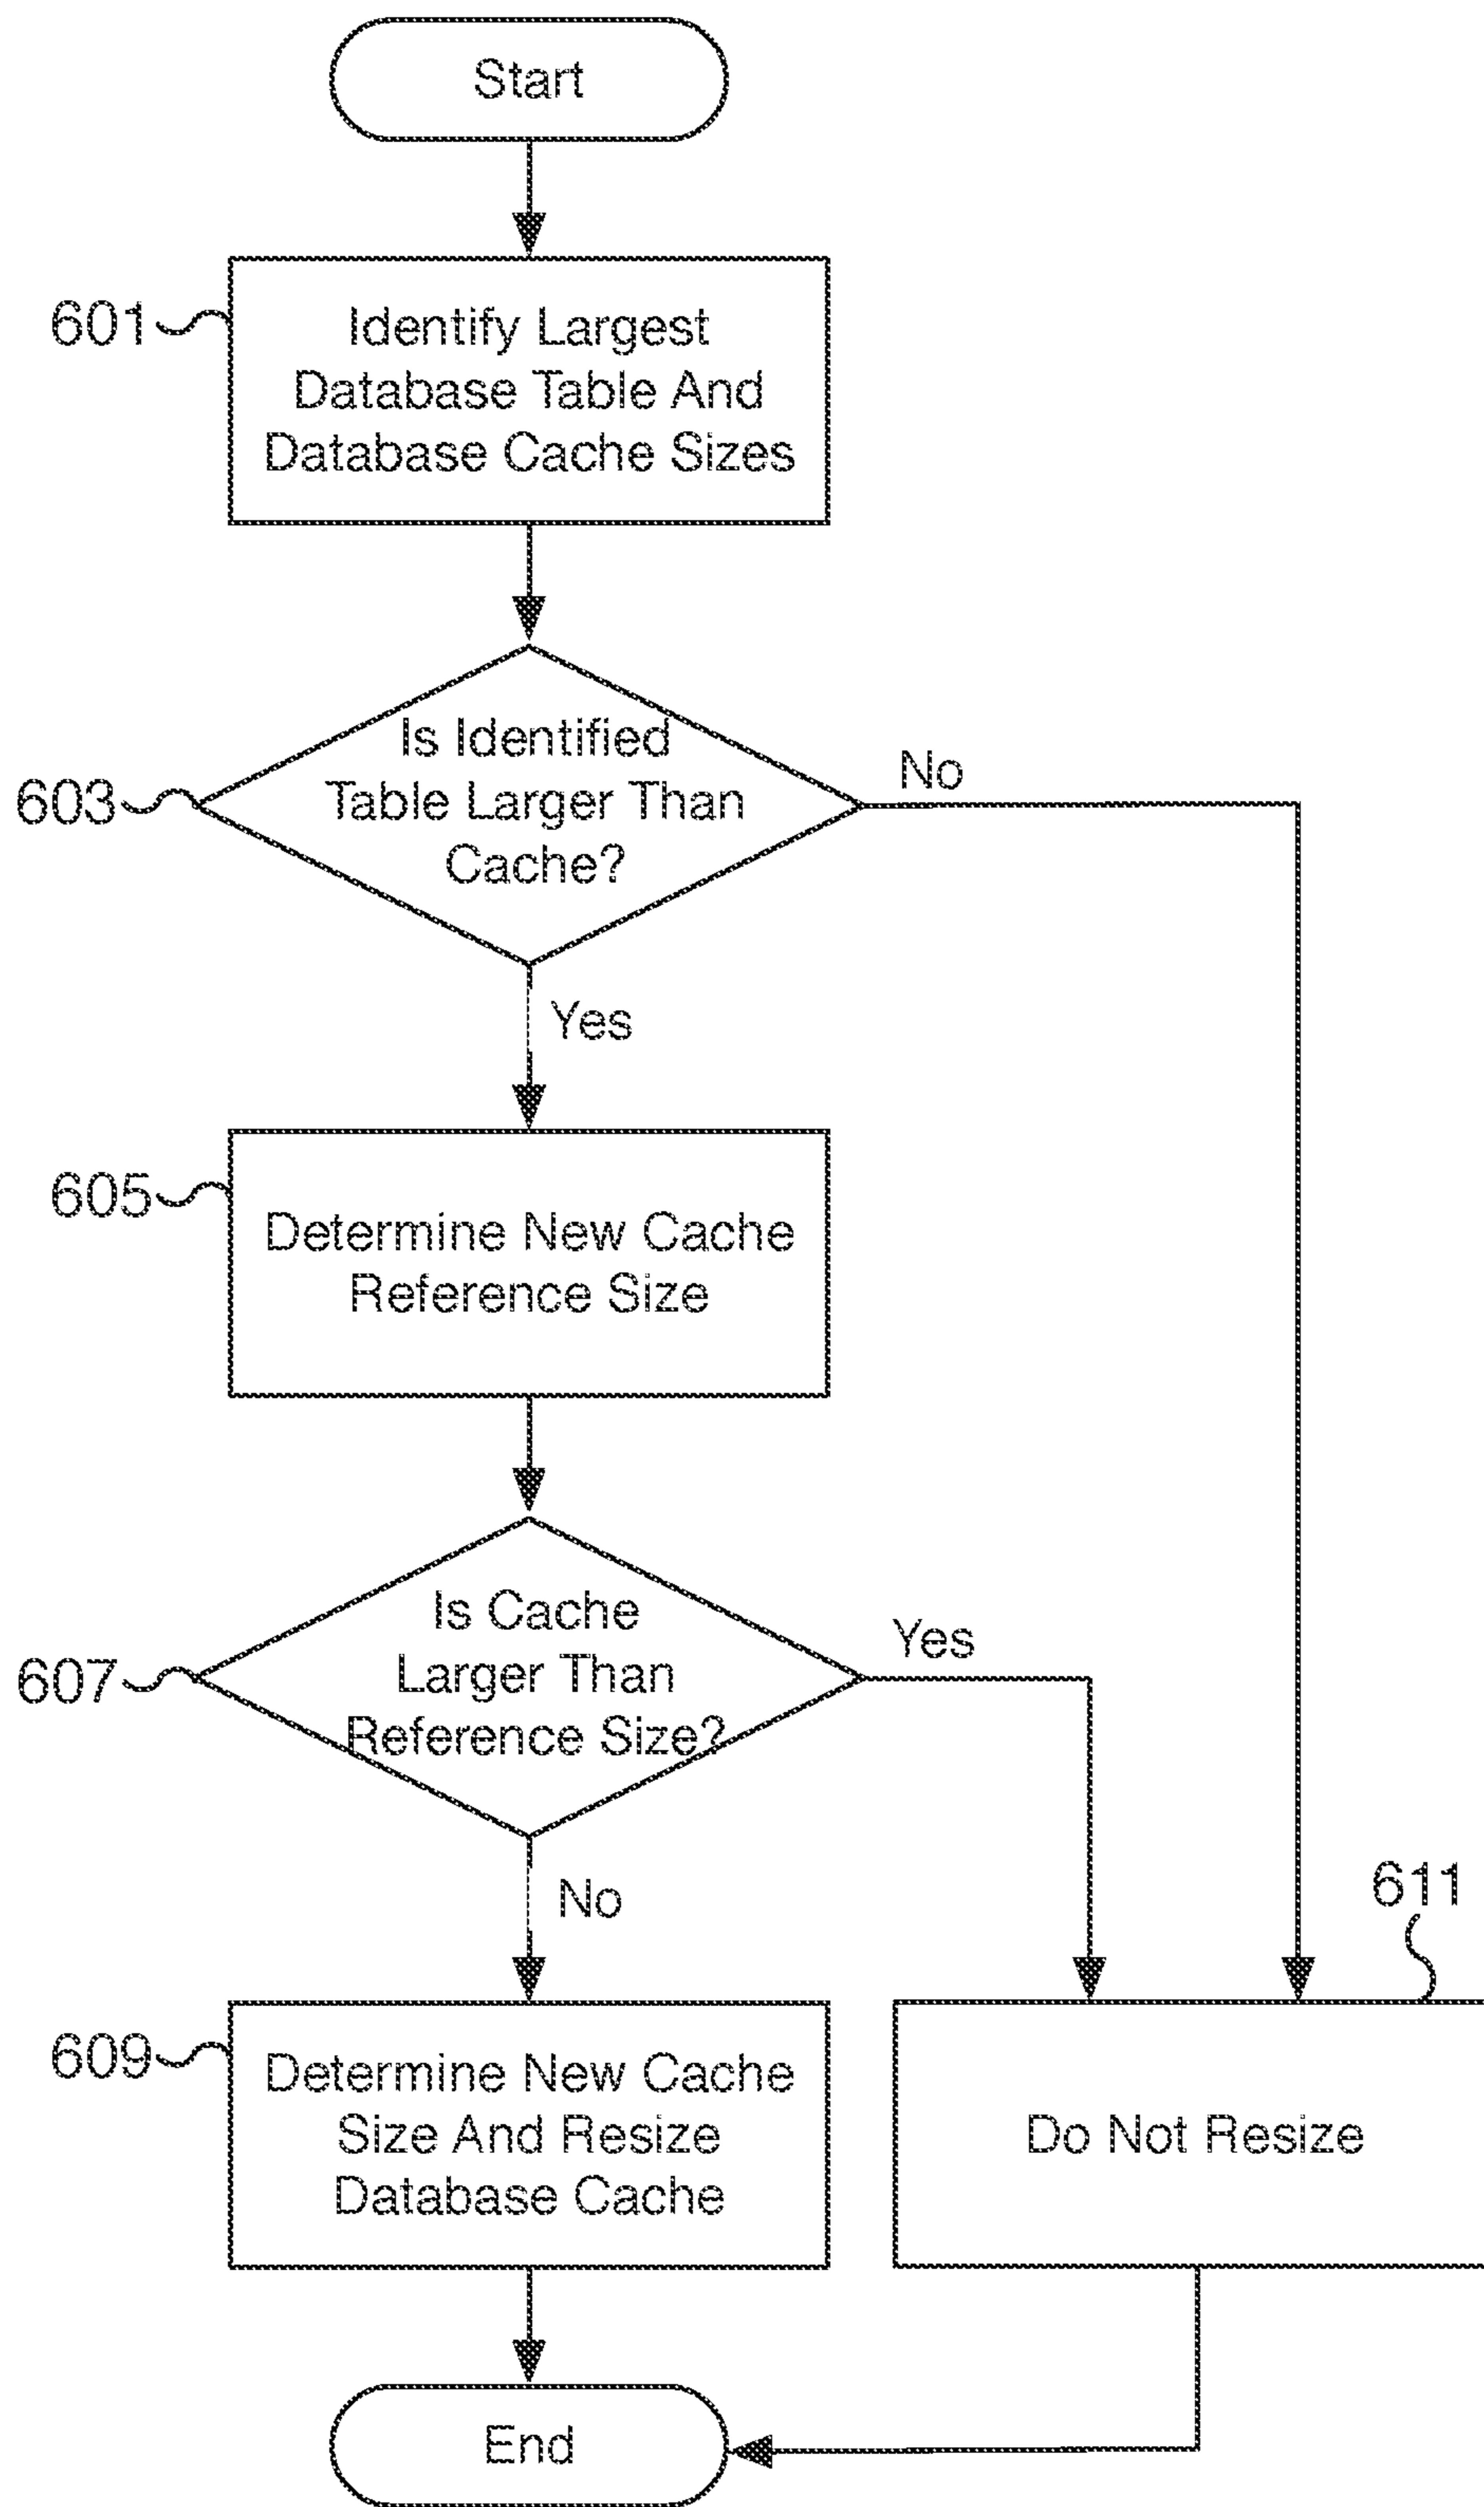 Start
601
Identify Largest
Database Table And
Database Cache Sizes
603
Is Identified
Table Larger Than
Cache?
No
Yes
605
Determine New Cache
Reference Size
607
Is Cache
Larger Than
Reference Size?
Yes
No
611
609
Determine New Cache
Size And Resize
Database Cache
Do Not Resize
End